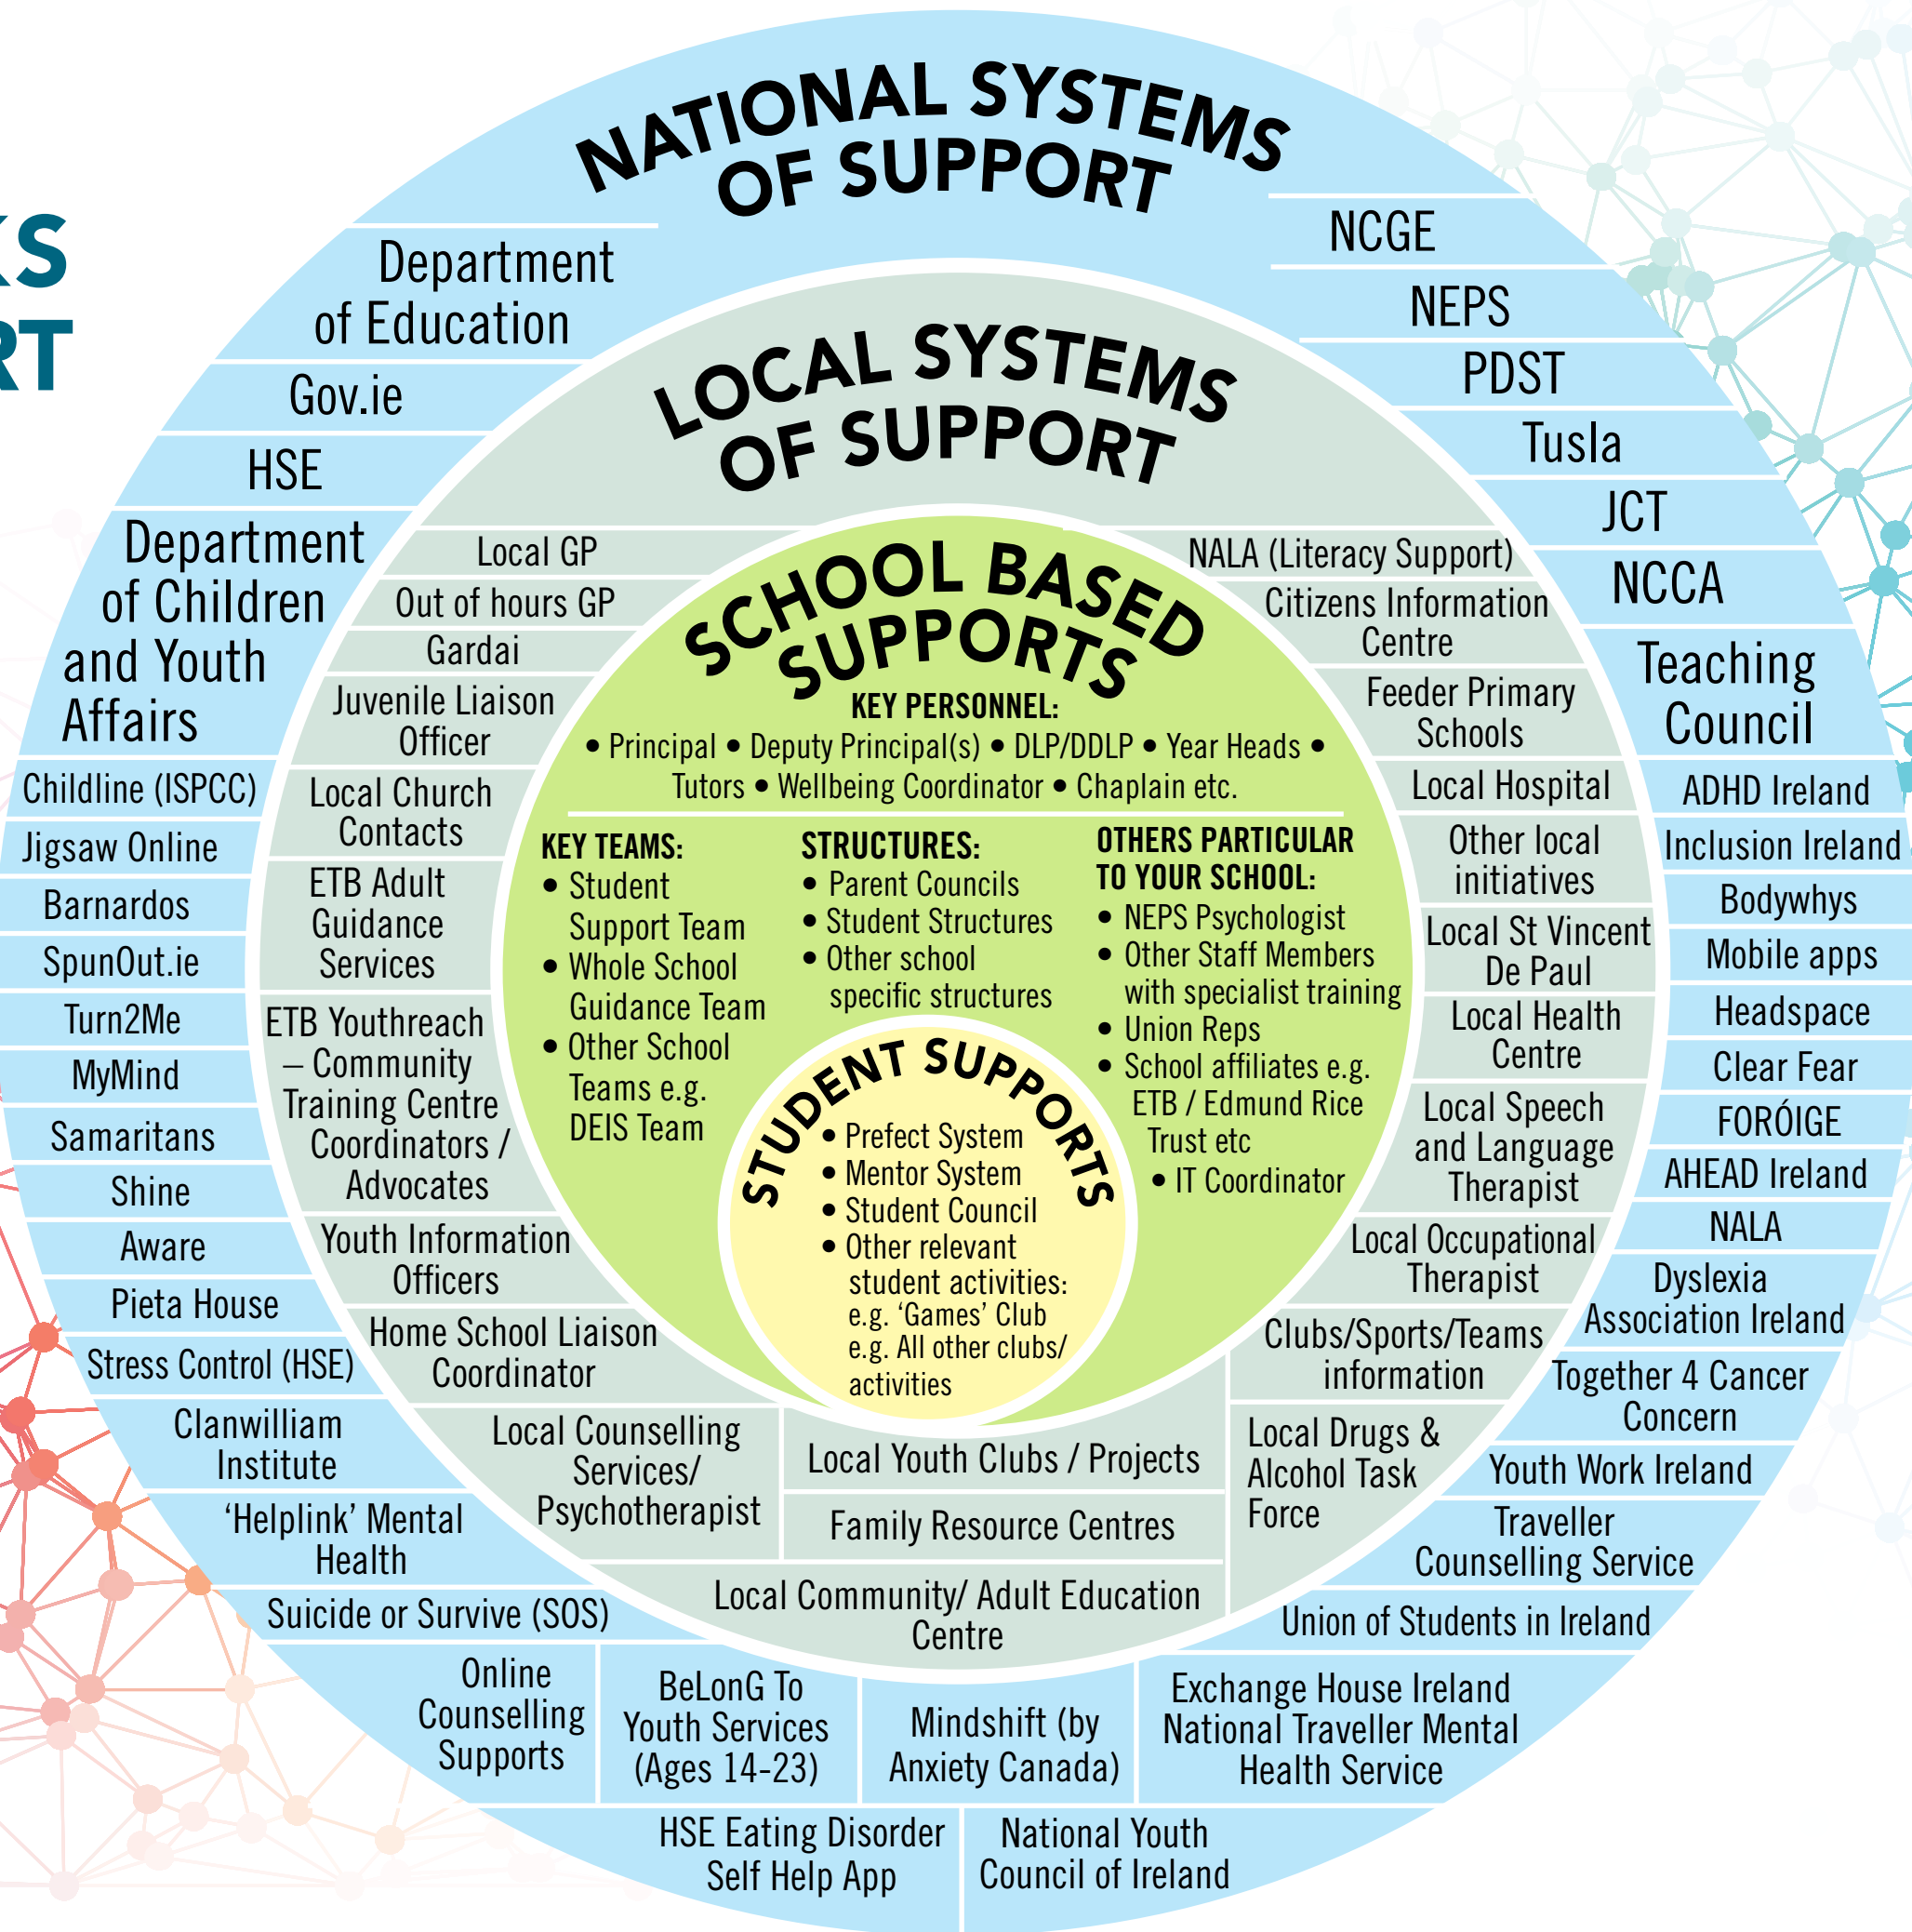 KS
RT
NATIONAL SYSTEMS
OF SUPPORT
Department
of Education
Gov.ie
HSE
Department
of Children
and Youth
Affairs
Childline (ISPCC)
Jigsaw Online
Barnardos
SpunOut.ie
Turn2Me
MyMind
Samaritans
Shine
Aware
Pieta House
Stress Control (HSE)
Clanwilliam
Institute
‘Helplink’ Mental
Health
Suicide or Survive (SOS)
Online
Counselling
Supports
BeLonG To
Youth Services
(Ages 14-23)
Mindshift (by
Anxiety Canada)
Exchange House Ireland
National Traveller Mental
Health Service
HSE Eating Disorder
Self Help App
National Youth
Council of Ireland
NCGE
NEPS
PDST
Tusla
JCT
NCCA
Teaching
Council
ADHD Ireland
Inclusion Ireland
Bodywhys
Mobile apps
Headspace
Clear Fear
FORÓIGE
AHEAD Ireland
NALA
Dyslexia
Association Ireland
Together 4 Cancer
Concern
Youth Work Ireland
Traveller
Counselling Service
Union of Students in Ireland
LOCAL SYSTEMS
OF SUPPORT
Local GP
Out of hours GP
Gardai
Juvenile Liaison
Officer
Local Church
Contacts
ETB Adult
Guidance
Services
ETB Youthreach
– Community
Training Centre
Coordinators /
Advocates
Youth Information
Officers
Home School Liaison
Coordinator
Local Counselling
Services/
Psychotherapist
Local Youth Clubs / Projects
Family Resource Centres
Local Community/ Adult Education
Centre
NALA (Literacy Support)
Citizens Information
Centre
Feeder Primary
Schools
Local Hospital
Other local
initiatives
Local St Vincent
De Paul
Local Health
Centre
Local Speech
and Language
Therapist
Local Occupational
Therapist
Clubs/Sports/Teams
information
Local Drugs &
Alcohol Task
Force
SCHOOL BASED
SUPPORTS
KEY PERSONNEL:
• Principal • Deputy Principal(s) • DLP/DDLP • Year Heads •
Tutors • Wellbeing Coordinator • Chaplain etc.
KEY TEAMS:
• Student
Support Team
• Whole School
Guidance Team
• Other School
Teams e.g.
DEIS Team
STRUCTURES:
• Parent Councils
• Student Structures
• Other school
specific structures
OTHERS PARTICULAR
TO YOUR SCHOOL:
• NEPS Psychologist
• Other Staff Members
with specialist training
• Union Reps
• School affiliates e.g.
ETB / Edmund Rice
Trust etc
• IT Coordinator
STUDENT SUPPORTS
• Prefect System
• Mentor System
• Student Council
• Other relevant
student activities:
e.g. ‘Games’ Club
e.g. All other clubs/
activities